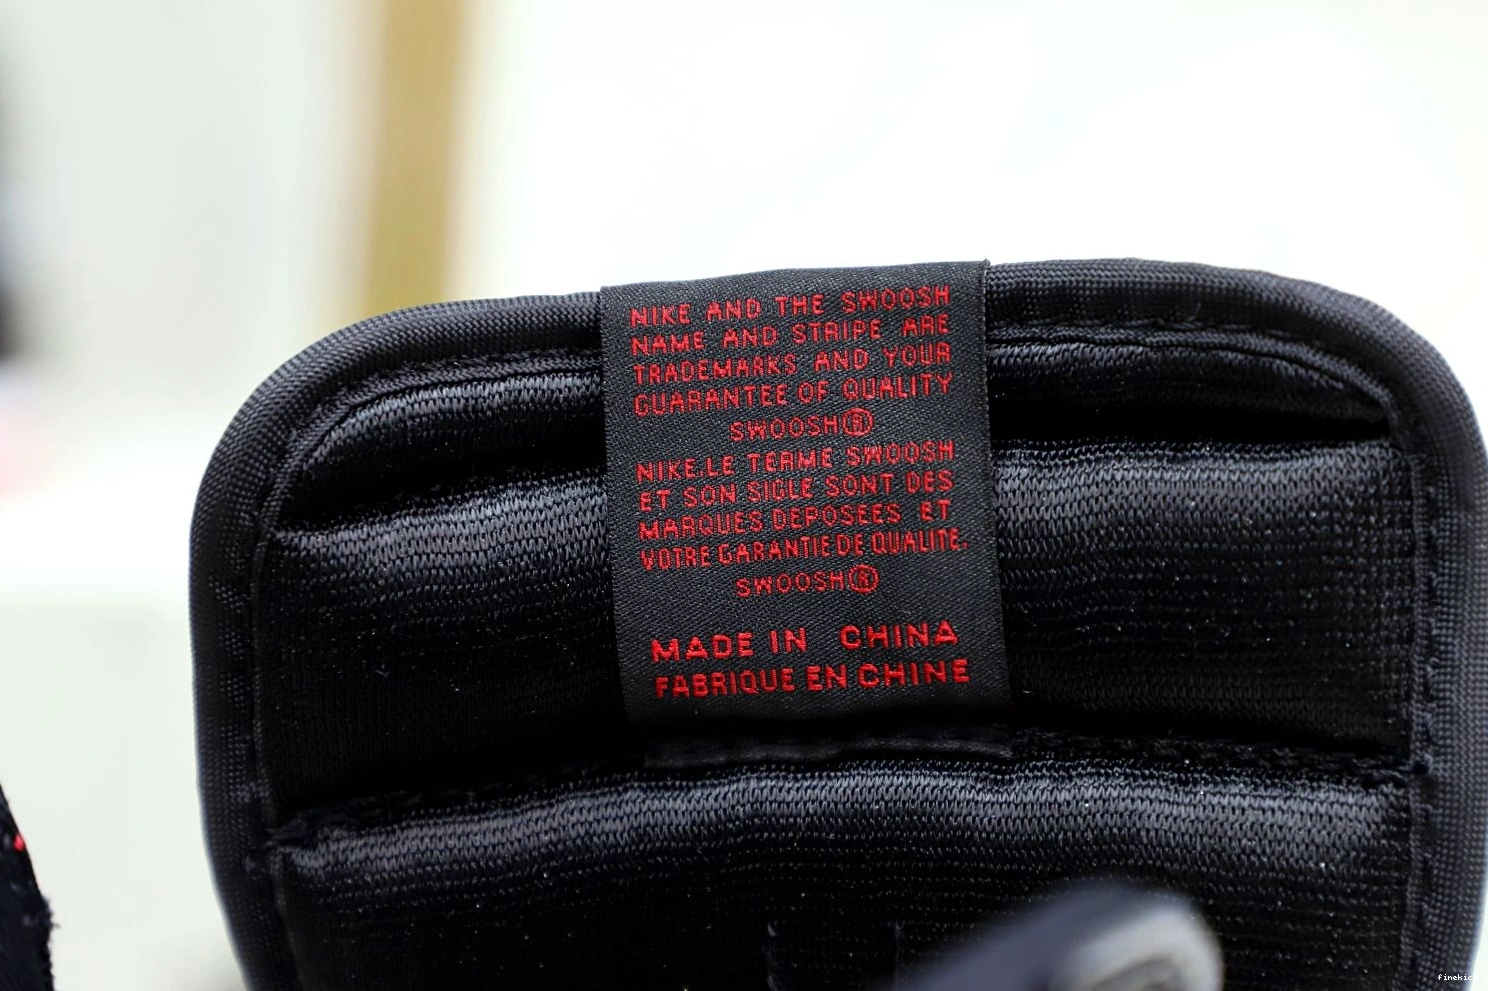 NIKE AND THE SWOOSH
NAME AND STRIPE ARE
TRADEMARKS AND YOUR
GUARANTEE OF QUALITY
SWOOSH®
NIKE.LE TERME SWOOSH
ET SON SIGLE SONT DES
MARQUES DEPOSEES ET
VOTRE GARANTIE DE QUALITE.
SWOOSH®
MADE IN CHINA
FABRIQUE EN CHINE